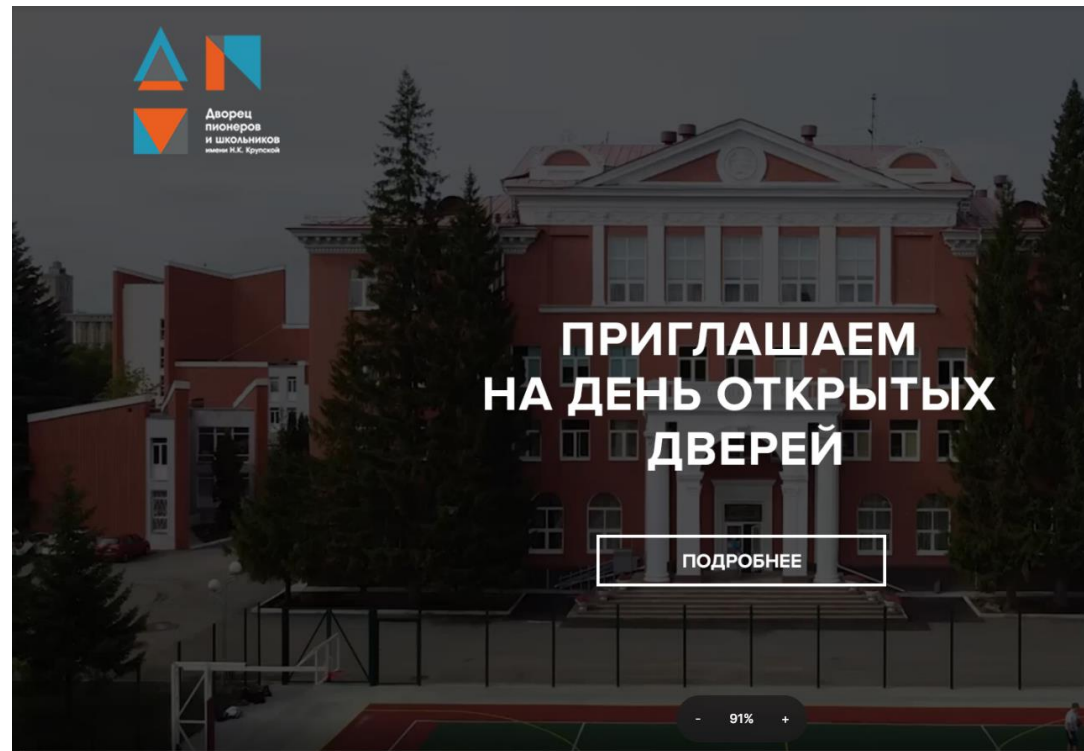 Дворец
пионеров
и школьников
имени Н.К. Крупской
ПРИГЛАШАЕМ
НА ДЕНЬ ОТКРЫТЫХ
ДВЕРЕЙ
ПОДРОБНЕЕ
- 91% +